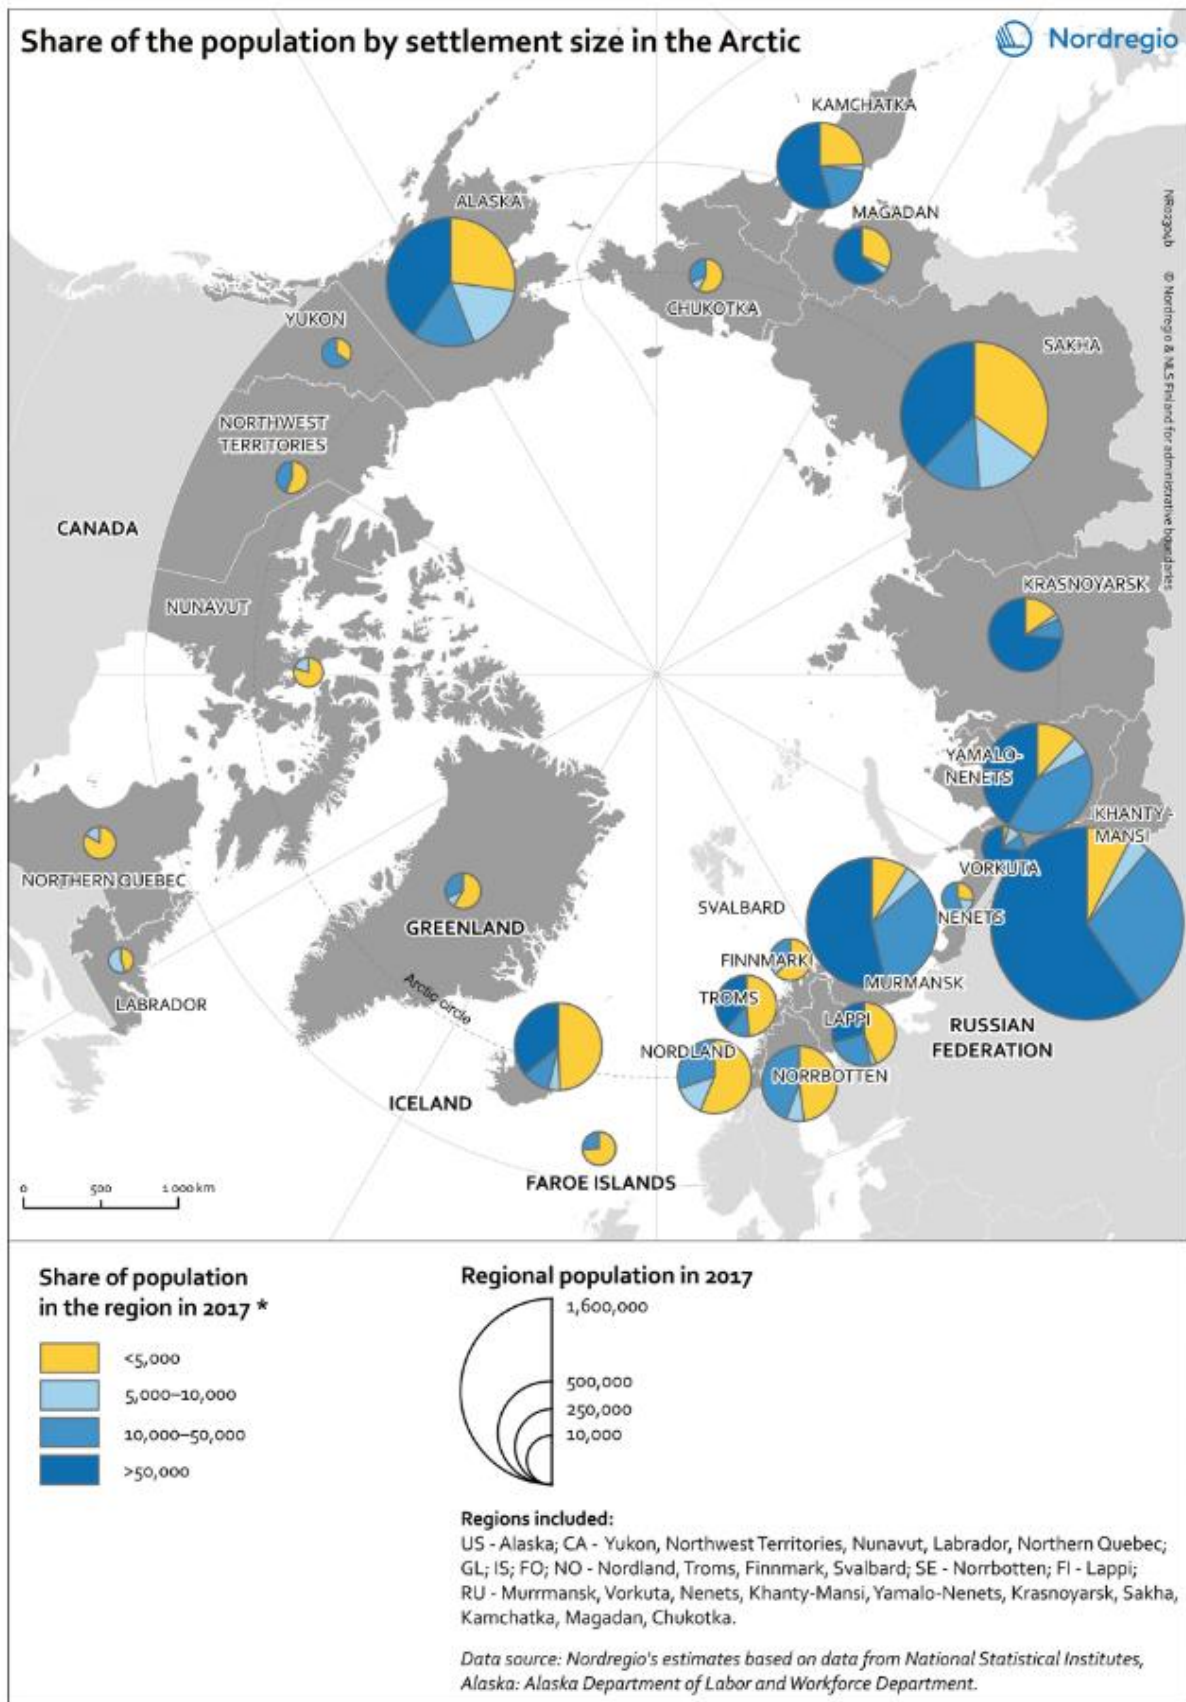 Share of the population by settlement size in the Arctic
Nordregio
KAMCHATKA
ALASKA
MAGADAN
NR02304b © Nordregio & NLS Finland for administrative boundaries
CHUKOTKA
YUKON
SAKHA
NORTHWEST
TERRITORIES
CANADA
KRASNOYARSK
NUNAVUT
YAMALO-
NENETS
KHANTY-
MANSI
VORKUTA
NORTHERN QUEBEC
SVALBARD
NENETS
GREENLAND
FINNMARK
MURMANSK
Arctic circle
TROMS
LABRADOR
LAPPI
RUSSIAN
FEDERATION
NORDLAND
NORRBOTTEN
ICELAND
FAROE ISLANDS
0 500 1 000 km
Share of population
in the region in 2017 *
<5,000
5,000–10,000
10,000–50,000
>50,000
Regional population in 2017
1,600,000
500,000
250,000
10,000
Regions included:
US - Alaska; CA - Yukon, Northwest Territories, Nunavut, Labrador, Northern Quebec;
GL; IS; FO; NO - Nordland, Troms, Finnmark, Svalbard; SE - Norrbotten; FI - Lappi;
RU - Murrmansk, Vorkuta, Nenets, Khanty-Mansi, Yamalo-Nenets, Krasnoyarsk, Sakha,
Kamchatka, Magadan, Chukotka.
Data source: Nordregio's estimates based on data from National Statistical Institutes,
Alaska: Alaska Department of Labor and Workforce Department.